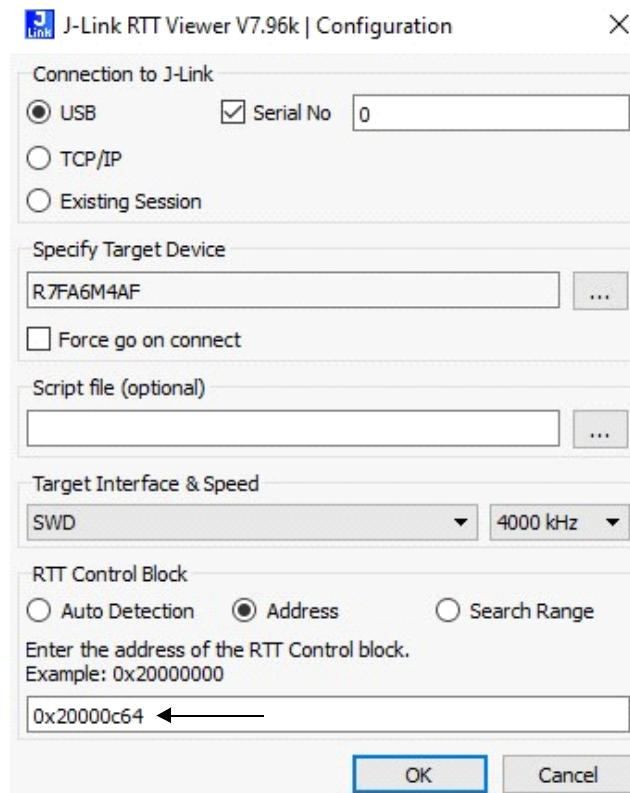 J-Link RTT Viewer V7.96k | Configuration
Connection to J-Link
USB Serial No 0
TCP/IP
Existing Session
Specify Target Device
R7FA6M4AF ...
Force go on connect
Script file (optional)
...
Target Interface & Speed
SWD 4000 kHz
RTT Control Block
Auto Detection Address Search Range
Enter the address of the RTT Control block.
Example: 0x20000000
0x20000c64
OK Cancel